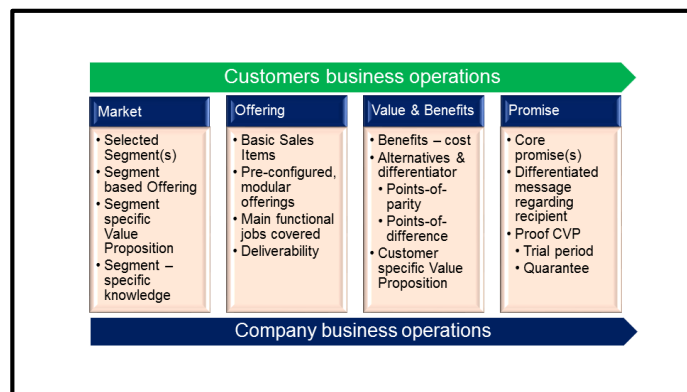 Customers business operations
Market
• Selected
Segment(s)
• Segment
based Offering
• Segment
specific
Value
Proposition
• Segment –
specific
knowledge
Offering
• Basic Sales
Items
• Pre-configured,
modular
offerings
• Main functional
jobs covered
• Deliverability
Value & Benefits
• Benefits – cost
• Alternatives &
differentiator
• Points-of-
parity
• Points-of-
difference
• Customer
specific Value
Proposition
Promise
• Core
promise(s)
• Differentiated
message
regarding
recipient
• Proof CVP
• Trial period
• Quarantee
Company business operations